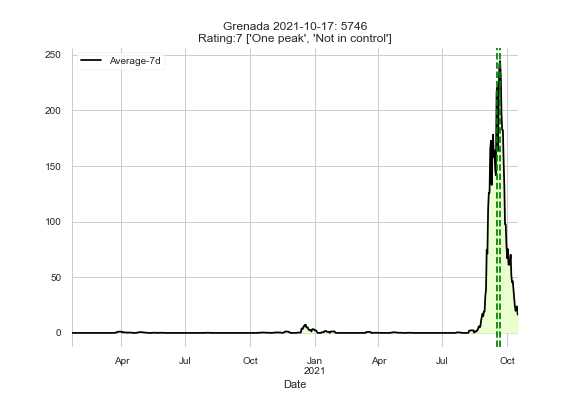 Grenada 2021-10-17: 5746
Rating:7 ['One peak', 'Not in control']
Average-7d
250
200
150
100
50
0
Apr Jul Oct Jan Apr Jul Oct
2021
Date